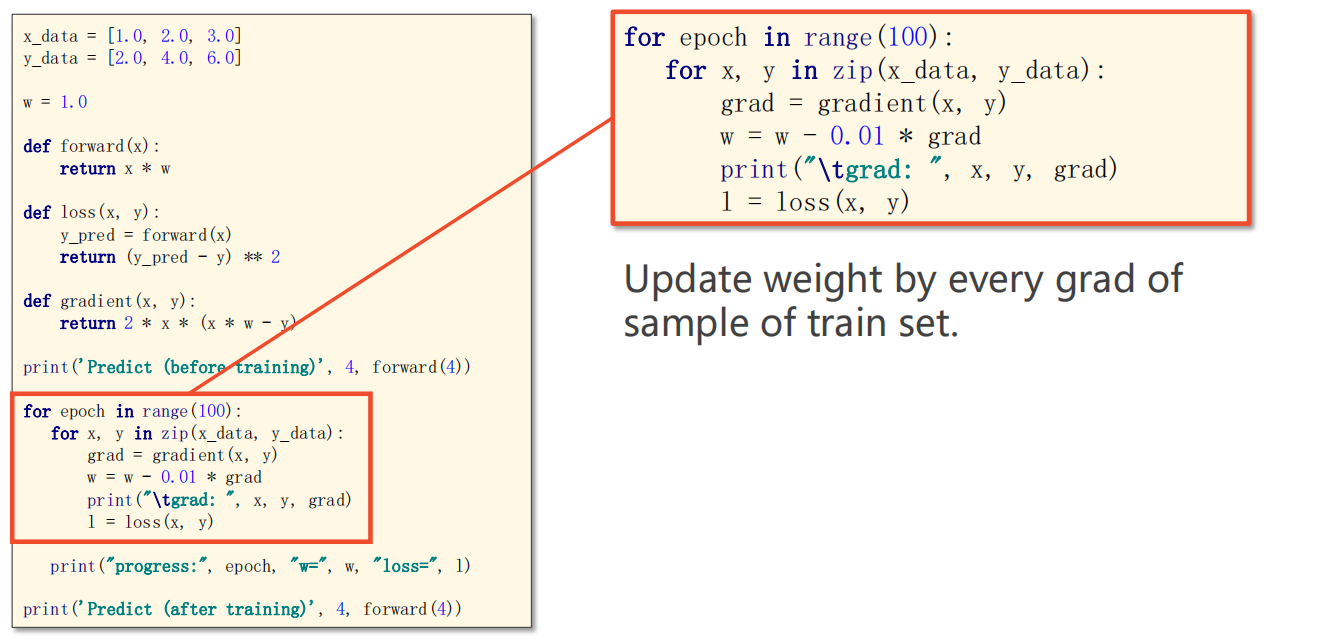 x_data = [1.0, 2.0, 3.0]
y_data = [2.0, 4.0, 6.0]
w = 1.0
def forward(x):
    return x * w
def loss(x, y):
    y_pred = forward(x)
    return (y_pred - y) ** 2
def gradient(x, y):
    return 2 * x * (x * w - y)
print('Predict (before training)', 4, forward(4))
for epoch in range(100):
   for x, y in zip(x_data, y_data):
       grad = gradient(x, y)
       w = w - 0.01 * grad
       print("\tgrad: ", x, y, grad)
       l = loss(x, y)
   print("progress:", epoch, "w=", w, "loss=", l)
print('Predict (after training)', 4, forward(4))
for epoch in range(100):
   for x, y in zip(x_data, y_data):
       grad = gradient(x, y)
       w = w - 0.01 * grad
       print("\tgrad: ", x, y, grad)
       l = loss(x, y)
Update weight by every grad of
sample of train set.